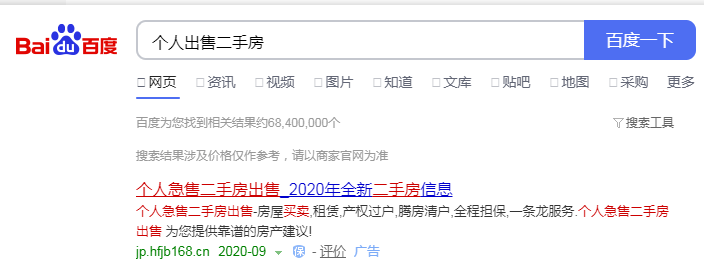 Bai du 百度
个人出售二手房
百度一下
网页 资讯 视频 图片 知道 文库 贴吧 地图 采购 更多
百度为您找到相关结果约68,400,000个
搜索工具
搜索结果涉及价格仅作参考，请以商家官网为准
个人急售二手房出售_2020年全新二手房信息
个人急售二手房出售-房屋买卖,租赁,产权过户,腾房清户,全程担保,一条龙服务.个人急售二手房
出售 为您提供靠谱的房产建议!
jp.hfjb168.cn 2020-09 保 - 评价 广告